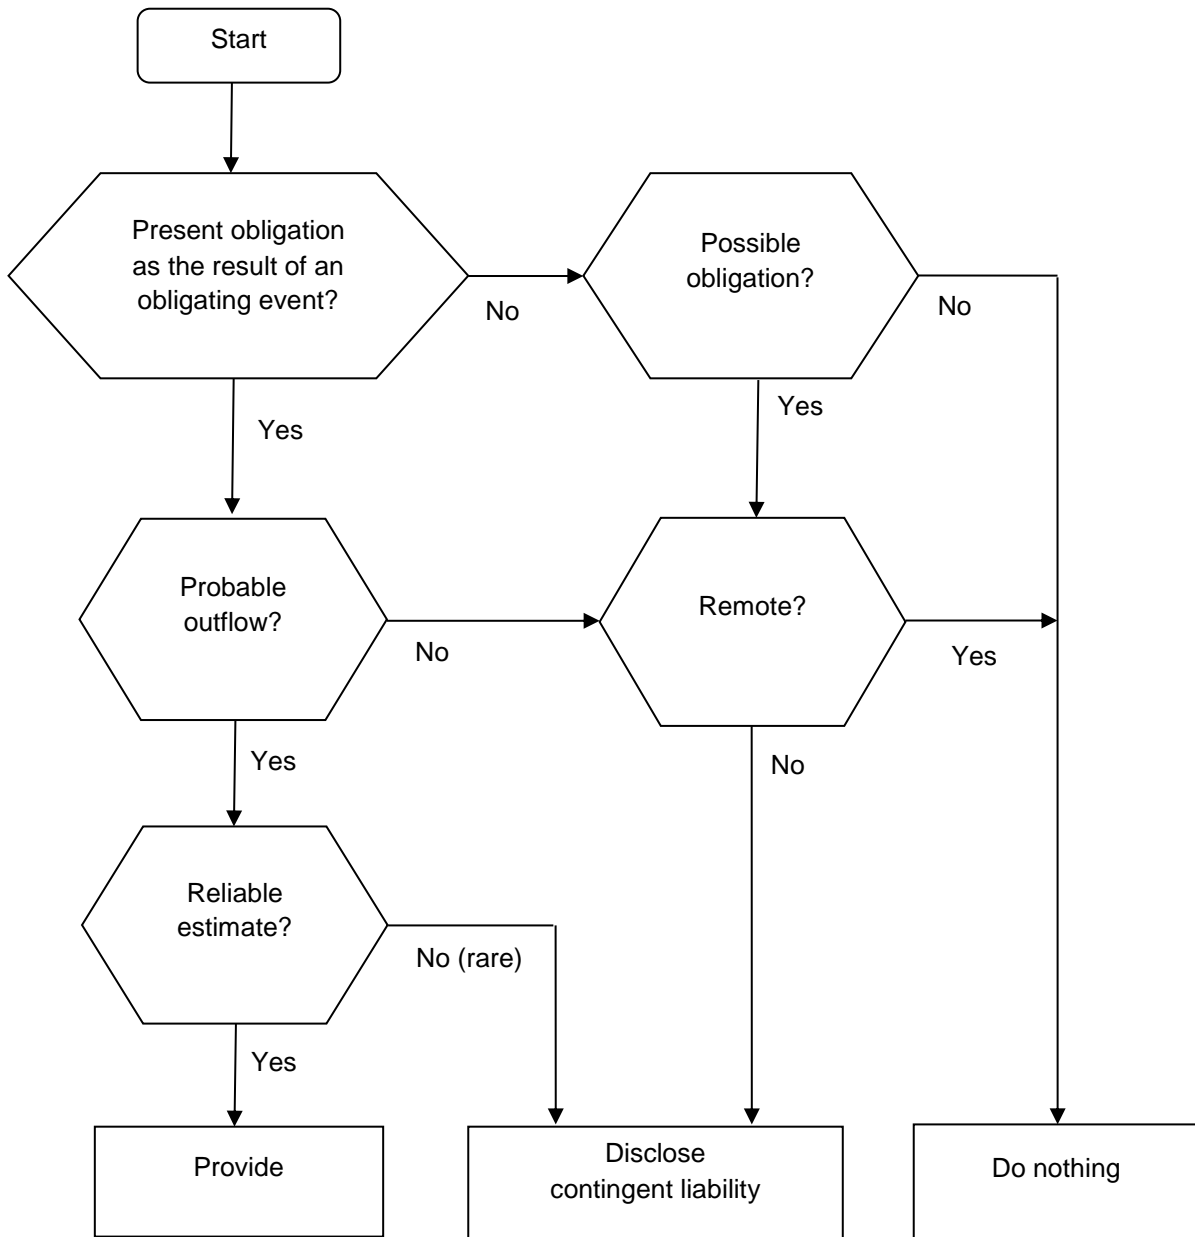 Start
Present obligation
as the result of an
obligating event?
No
Possible
obligation?
No
Yes
Yes
Probable
outflow?
No
Remote?
Yes
Yes
No
Reliable
estimate?
No (rare)
Yes
Provide
Disclose
contingent liability
Do nothing